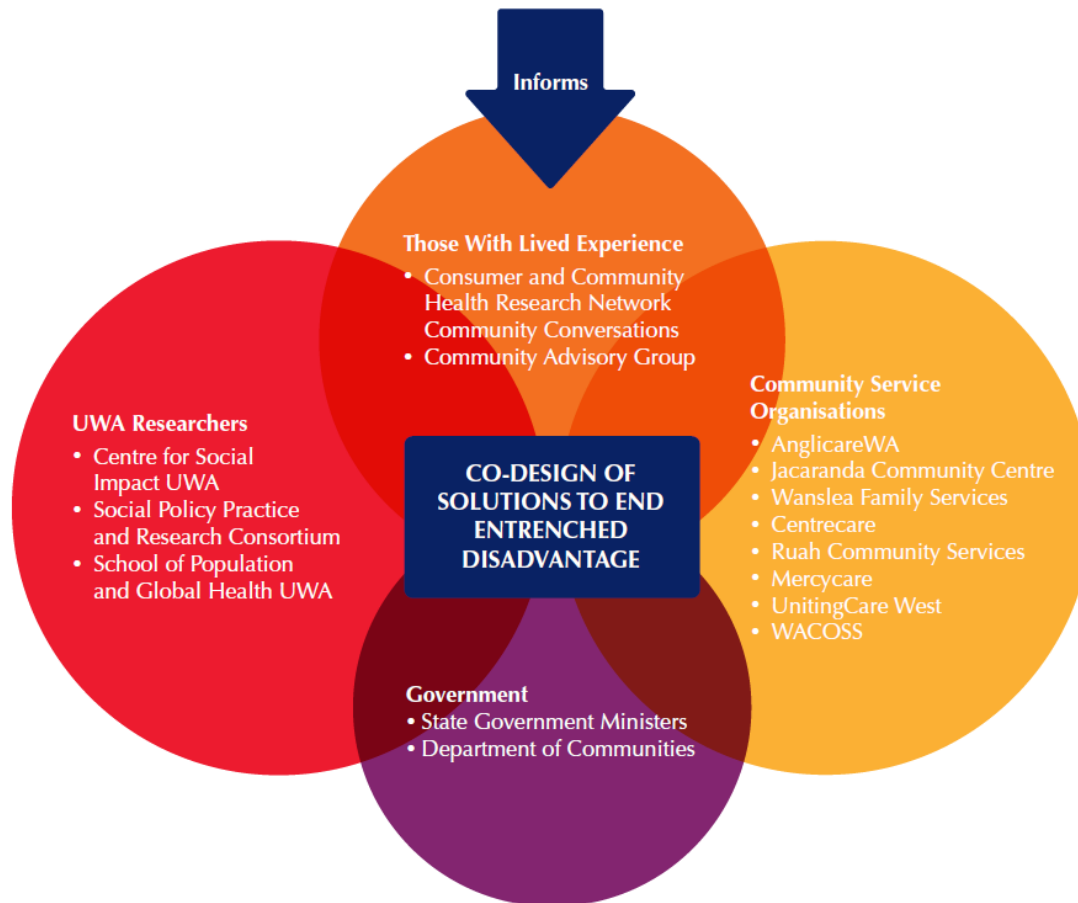 Informs
Those With Lived Experience
• Consumer and Community
Health Research Network
Community Conversations
• Community Advisory Group
UWA Researchers
• Centre for Social
Impact UWA
• Social Policy Practice
and Research Consortium
• School of Population
and Global Health UWA
CO-DESIGN OF
SOLUTIONS TO END
ENTRENCHED
DISADVANTAGE
Community Service
Organisations
• AnglicareWA
• Jacaranda Community Centre
• Wanslea Family Services
• Centrecare
• Ruah Community Services
• Mercycare
• UnitingCare West
• WACOSS
Government
• State Government Ministers
• Department of Communities